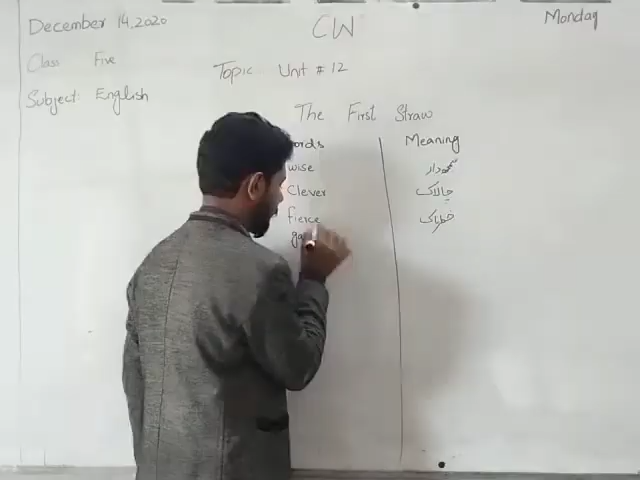 December 14, 2020 CW Monday
Class Five
Topic Unit # 12
Subject: English
The First Straw
Meaning
wise سمجھدار
Clever چالاک
fierce خطرناک